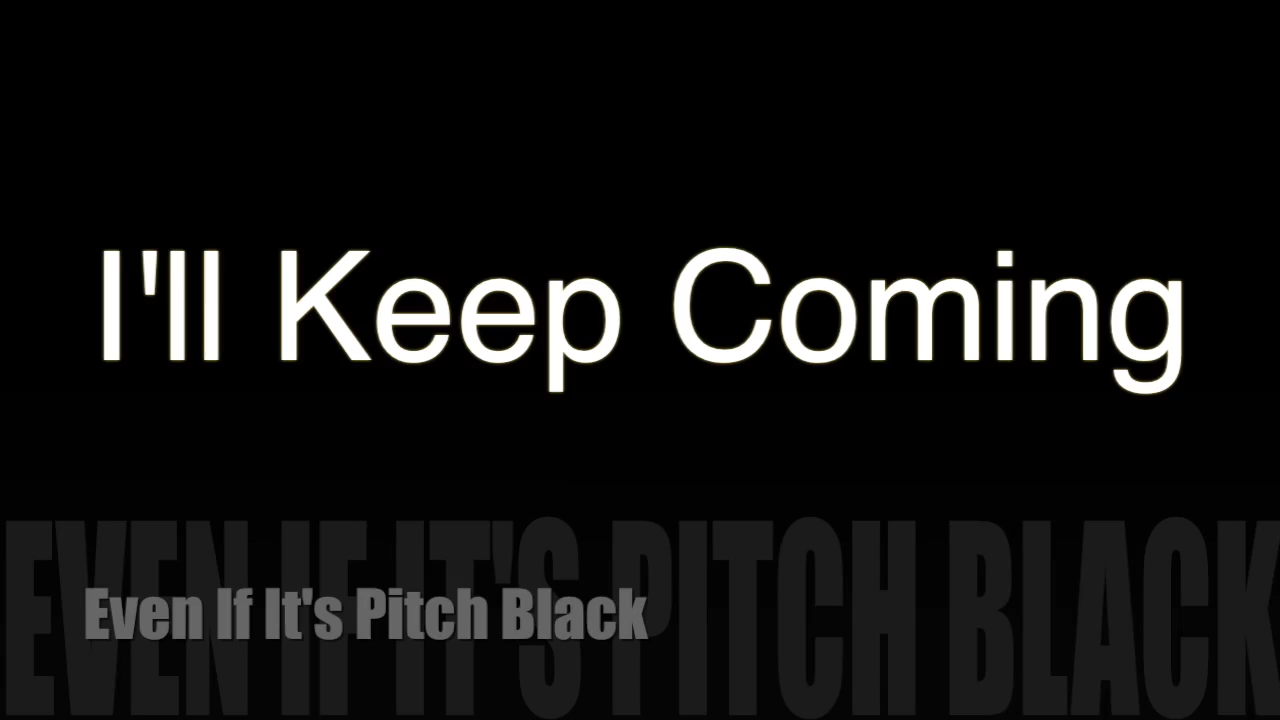 I'll Keep Coming
EVEN IF IT'S PITCH BLACK
Even If It's Pitch Black